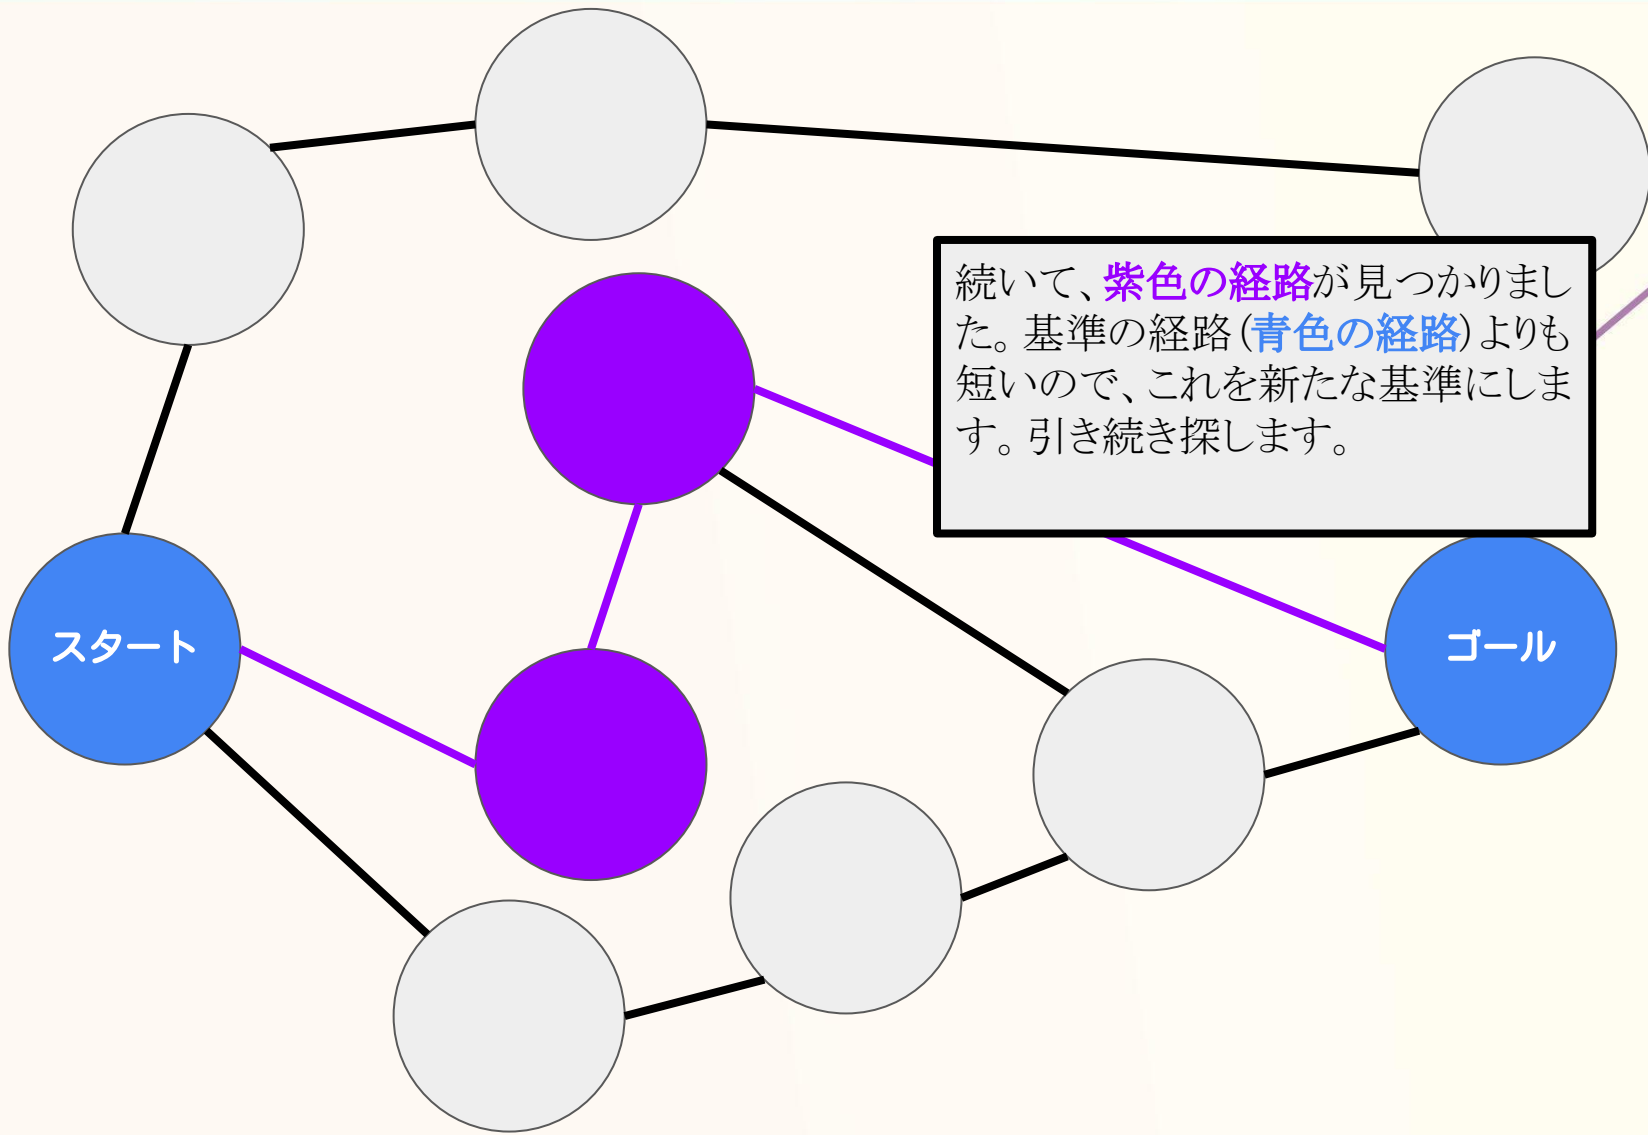 続いて、紫色の経路が見つかりまし
た。基準の経路(青色の経路)よりも
短いので、これを新たな基準にしま
す。引き続き探します。
スタート
ゴール